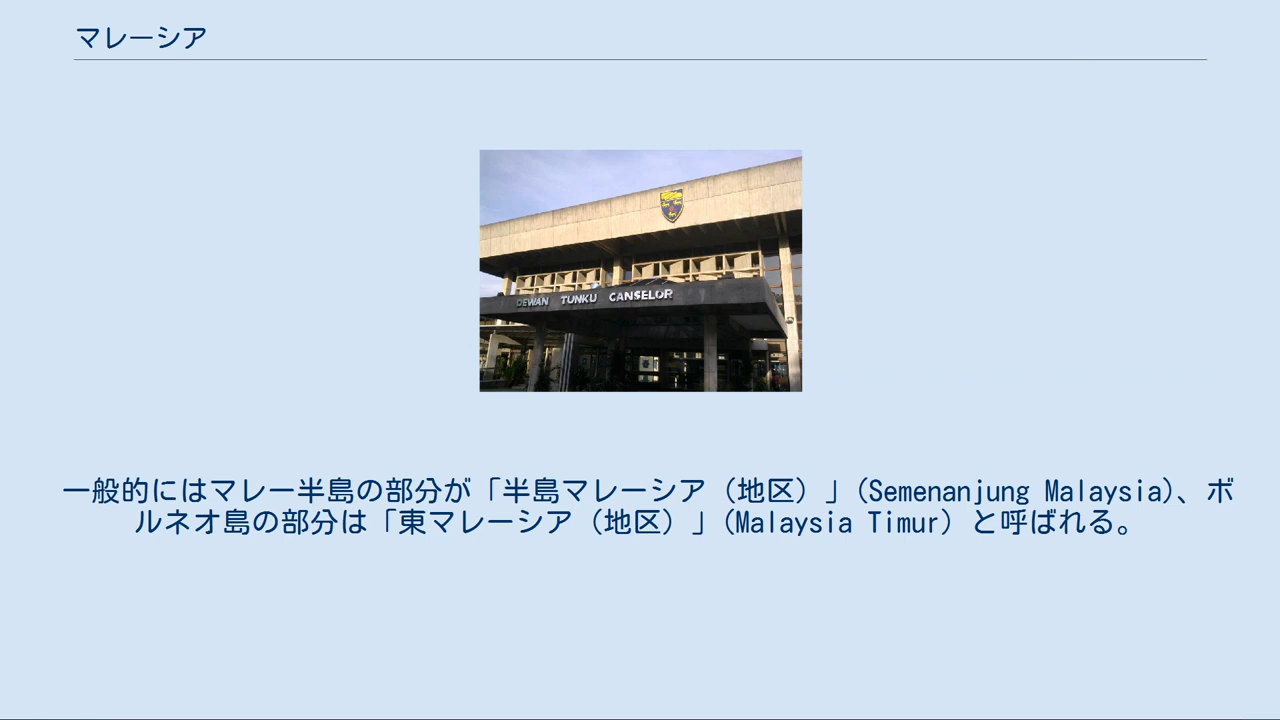 マレーシア
DEWAN TUNKU CANSELOR
一般的にはマレー半島の部分が「半島マレーシア（地区）」(Semenanjung Malaysia)、ボ
ルネオ島の部分は「東マレーシア（地区）」(Malaysia Timur）と呼ばれる。